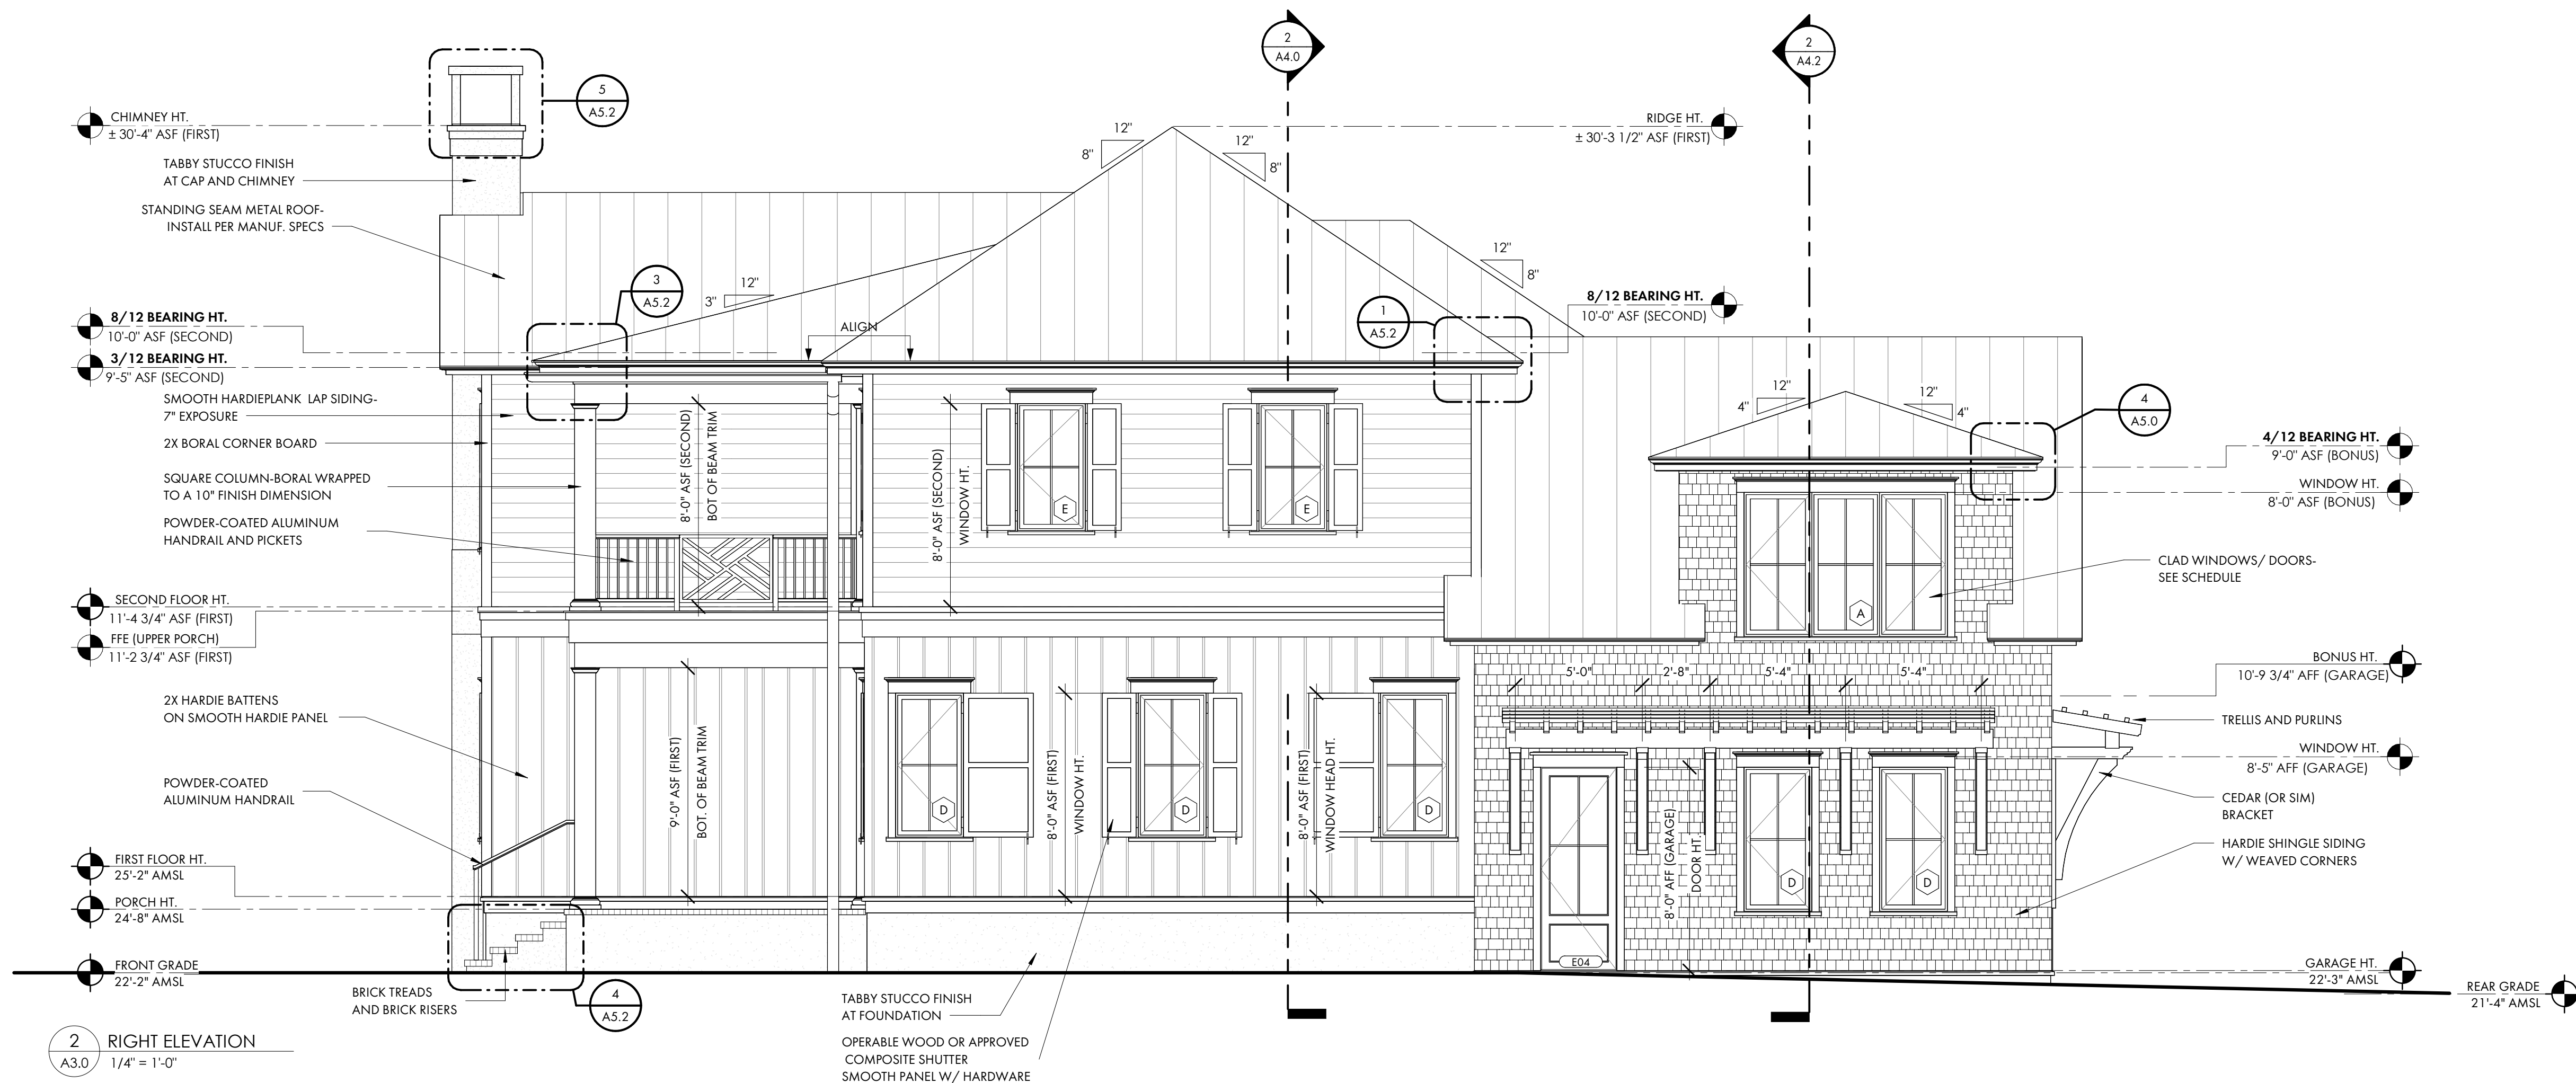 2
A4.0
2
A4.2
5
A5.2
CHIMNEY HT.
± 30'-4" ASF (FIRST)
RIDGE HT.
± 30'-3 1/2" ASF (FIRST)
12"
8"
12"
8"
TABBY STUCCO FINISH
AT CAP AND CHIMNEY
STANDING SEAM METAL ROOF-
INSTALL PER MANUF. SPECS
12"
8"
3
A5.2
12"
3"
1
A5.2
ALIGN
8/12 BEARING HT.
10'-0" ASF (SECOND)
8/12 BEARING HT.
10'-0" ASF (SECOND)
3/12 BEARING HT.
9'-5" ASF (SECOND)
12"
4"
12"
4"
4
A5.0
SMOOTH HARDIEPLANK LAP SIDING-
7" EXPOSURE
2X BORAL CORNER BOARD
SQUARE COLUMN-BORAL WRAPPED
TO A 10" FINISH DIMENSION
POWDER-COATED ALUMINUM
HANDRAIL AND PICKETS
8'-0" ASF (SECOND)
BOT OF BEAM TRIM
8'-0" ASF (SECOND)
WINDOW HT.
E
E
4/12 BEARING HT.
9'-0" ASF (BONUS)
WINDOW HT.
8'-0" ASF (BONUS)
CLAD WINDOWS/ DOORS-
SEE SCHEDULE
A
SECOND FLOOR HT.
11'-4 3/4" ASF (FIRST)
FFE (UPPER PORCH)
11'-2 3/4" ASF (FIRST)
5'-0"
2'-8"
5'-4"
5'-4"
BONUS HT.
10'-9 3/4" AFF (GARAGE)
2X HARDIE BATTENS
ON SMOOTH HARDIE PANEL
TRELLIS AND PURLINS
WINDOW HT.
8'-5" AFF (GARAGE)
POWDER-COATED
ALUMINUM HANDRAIL
9'-0" ASF (FIRST)
BOT. OF BEAM TRIM
D
8'-0" ASF (FIRST)
WINDOW HT.
D
8'-0" ASF (FIRST)
WINDOW HEAD HT.
D
8'-0" AFF (GARAGE)
DOOR HT.
D
D
CEDAR (OR SIM)
BRACKET
HARDIE SHINGLE SIDING
W/ WEAVED CORNERS
FIRST FLOOR HT.
25'-2" AMSL
PORCH HT.
24'-8" AMSL
FRONT GRADE
22'-2" AMSL
E04
GARAGE HT.
22'-3" AMSL
REAR GRADE
21'-4" AMSL
BRICK TREADS
AND BRICK RISERS
4
A5.2
TABBY STUCCO FINISH
AT FOUNDATION
OPERABLE WOOD OR APPROVED
COMPOSITE SHUTTER
SMOOTH PANEL W/ HARDWARE
2
A3.0
RIGHT ELEVATION
1/4" = 1'-0"